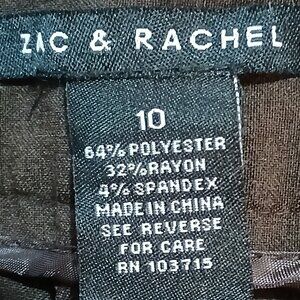 ZAC & RACHEL
10
64% POLYESTER
32% RAYON
4% SPANDEX
MADE IN CHINA
SEE REVERSE
FOR CARE
RN 103715